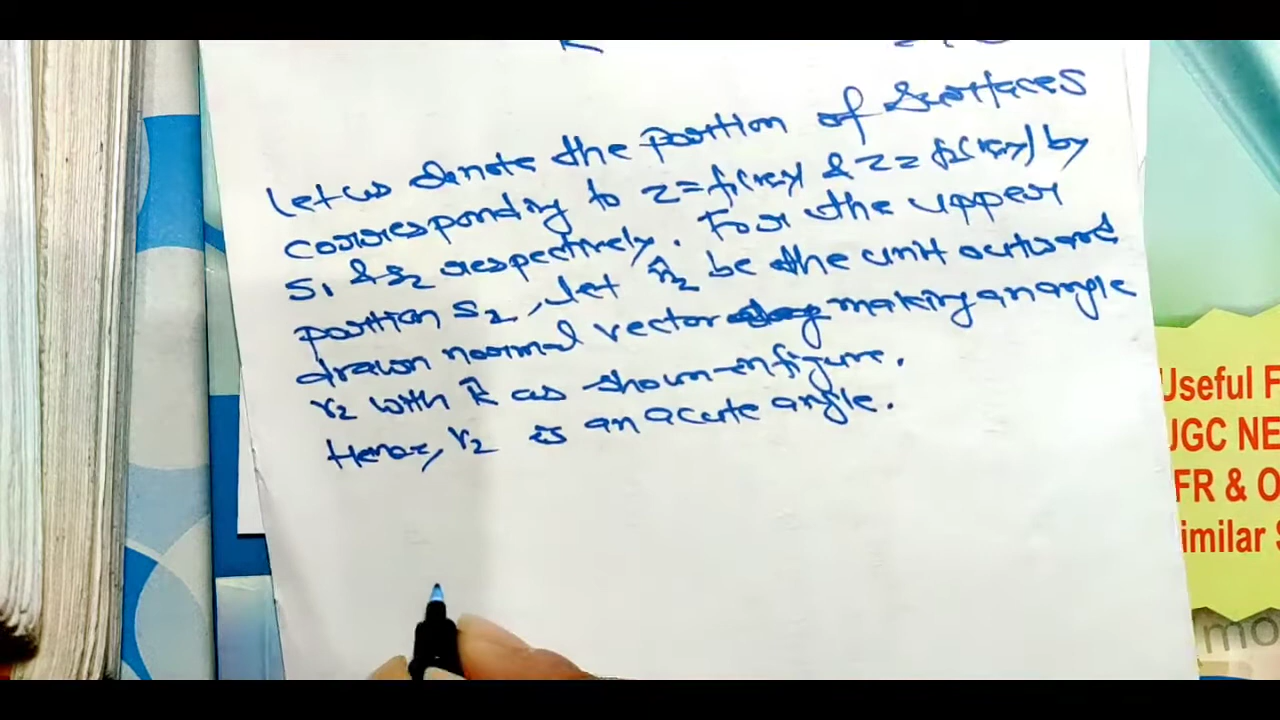 Let us denote the portion of surfaces
corresponding to z=f₁(x,y) & z=f₂(x,y) by
S₁ & S₂ respectively. For the upper
portion S₂, let n̂₂ be the unit outward
drawn normal vector making an angle
γ₂ with k̂ as shown in figure.
Hence, γ₂ is an acute angle.
Useful F
UGC NE
FR & O
imilar S
mo